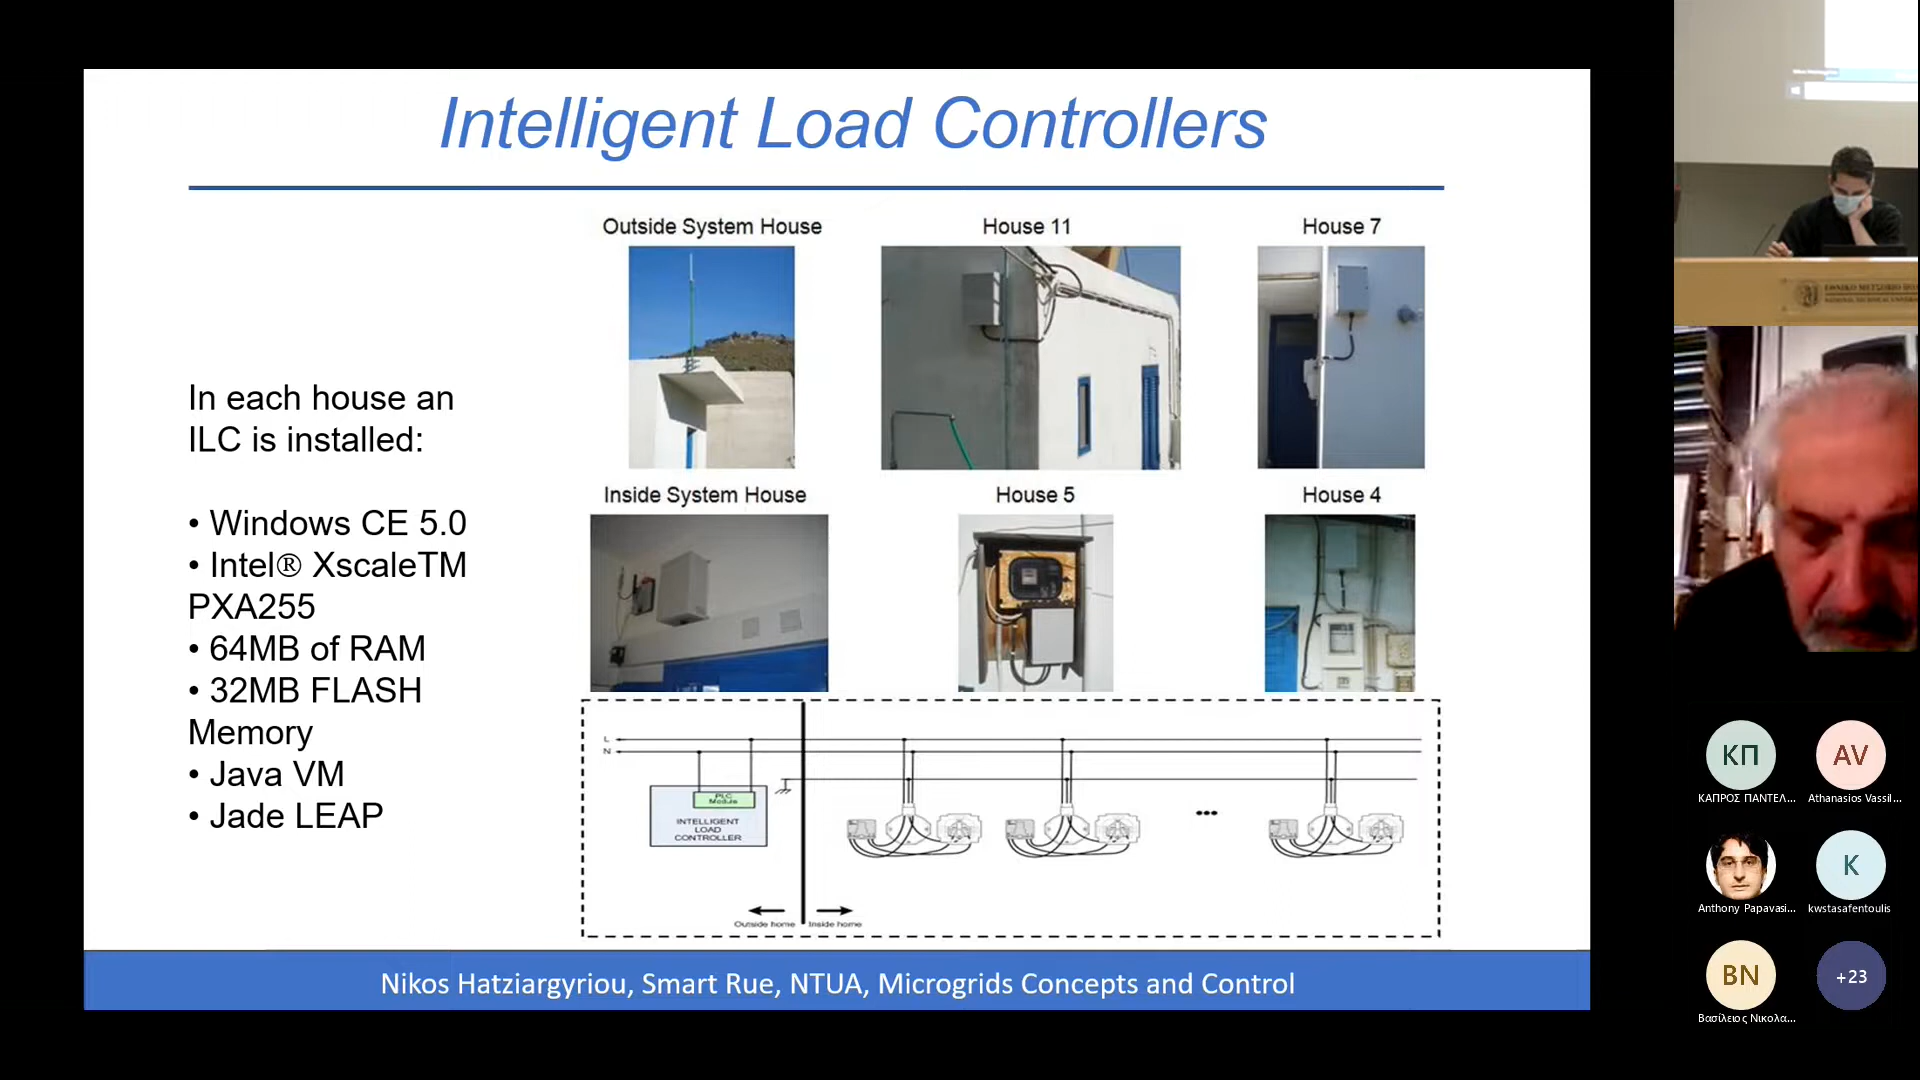 Intelligent Load Controllers
In each house an
ILC is installed:
• Windows CE 5.0
• Intel® XscaleTM
PXA255
• 64MB of RAM
• 32MB FLASH
Memory
• Java VM
• Jade LEAP
Outside System House
House 11
House 7
Inside System House
House 5
House 4
L
N
PLC
Module
INTELLIGENT
LOAD
CONTROLLER
•••
Outside home
Inside home
Nikos Hatziargyriou, Smart Rue, NTUA, Microgrids Concepts and Control
ΚΠ
ΚΑΠΡΟΣ ΠΑΝΤΕΛ...
AV
Athanasios Vassil...
Anthony Papavasi...
K
kwstasafentoulis
ΒΝ
Βασίλειος Νικολα...
+23